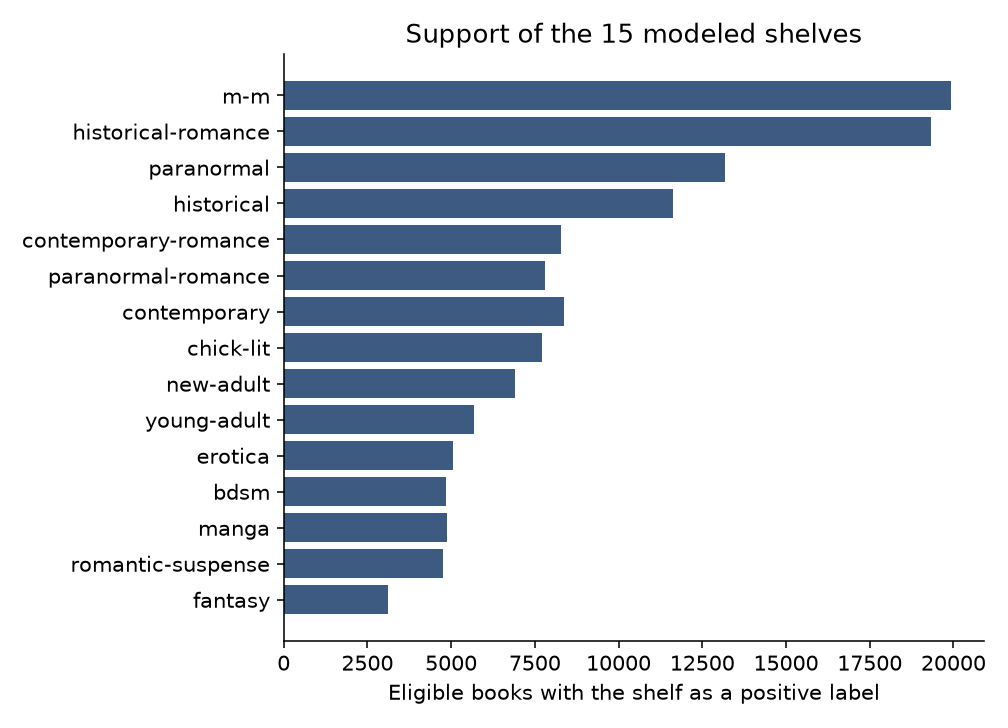 Support of the 15 modeled shelves
m-m
historical-romance
paranormal
historical
contemporary-romance
paranormal-romance
contemporary
chick-lit
new-adult
young-adult
erotica
bdsm
manga
romantic-suspense
fantasy
0 2500 5000 7500 10000 12500 15000 17500 20000
Eligible books with the shelf as a positive label